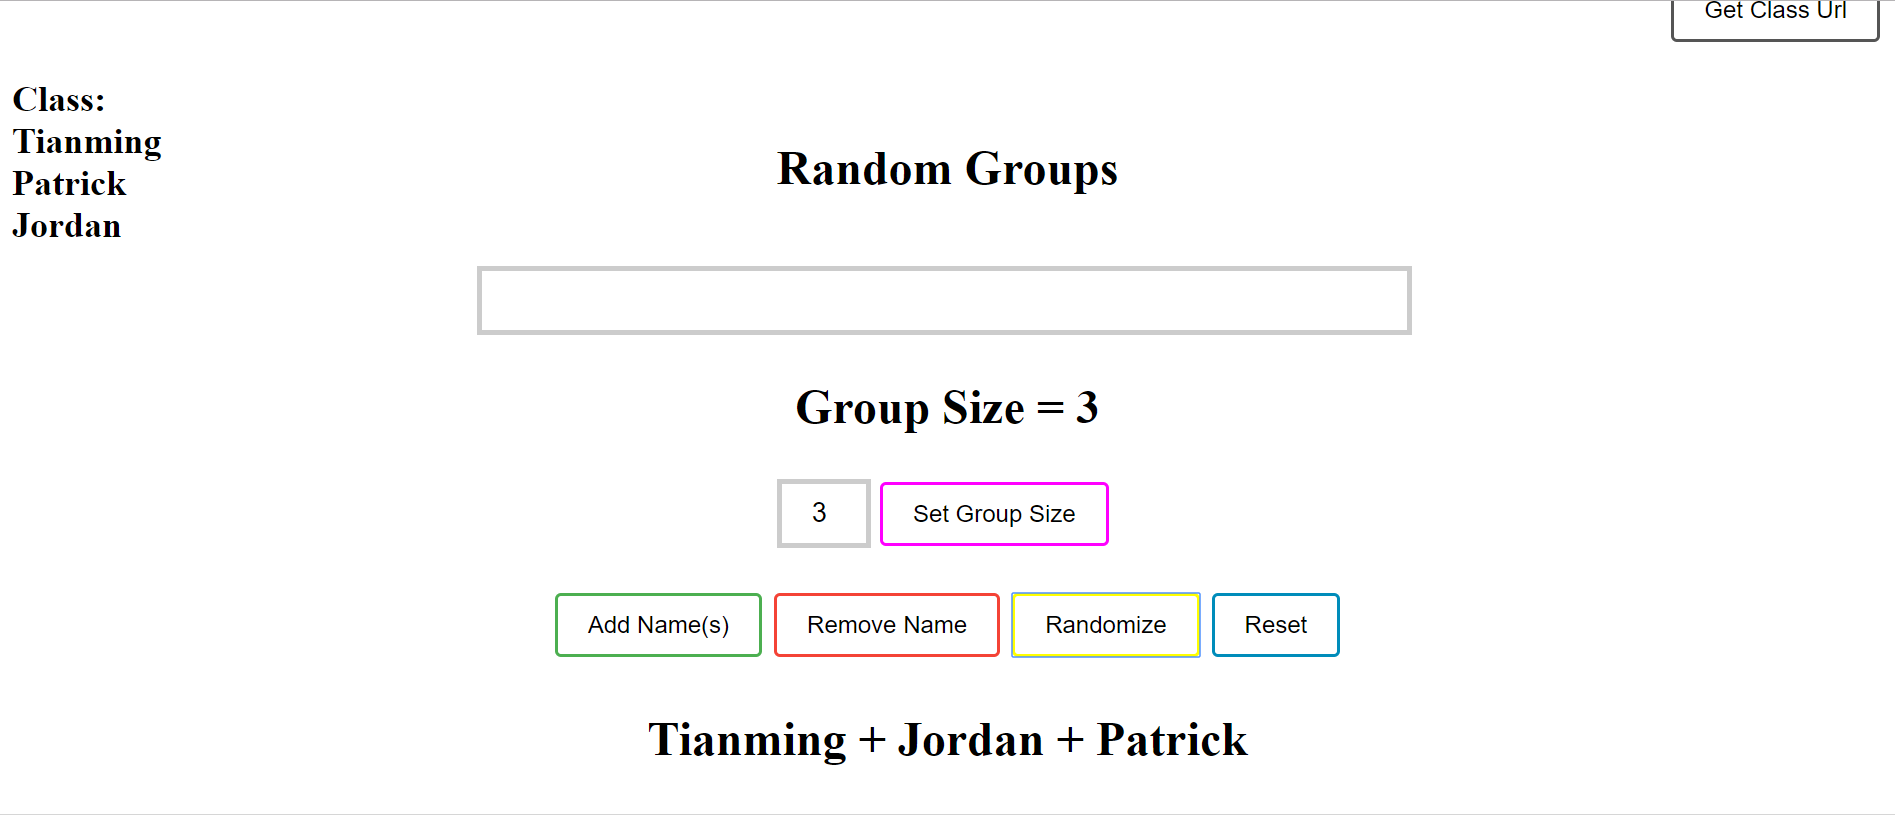 Get Class Url
Class:
Tianming
Patrick
Jordan
Random Groups
Group Size = 3
3
Set Group Size
Add Name(s)
Remove Name
Randomize
Reset
Tianming + Jordan + Patrick